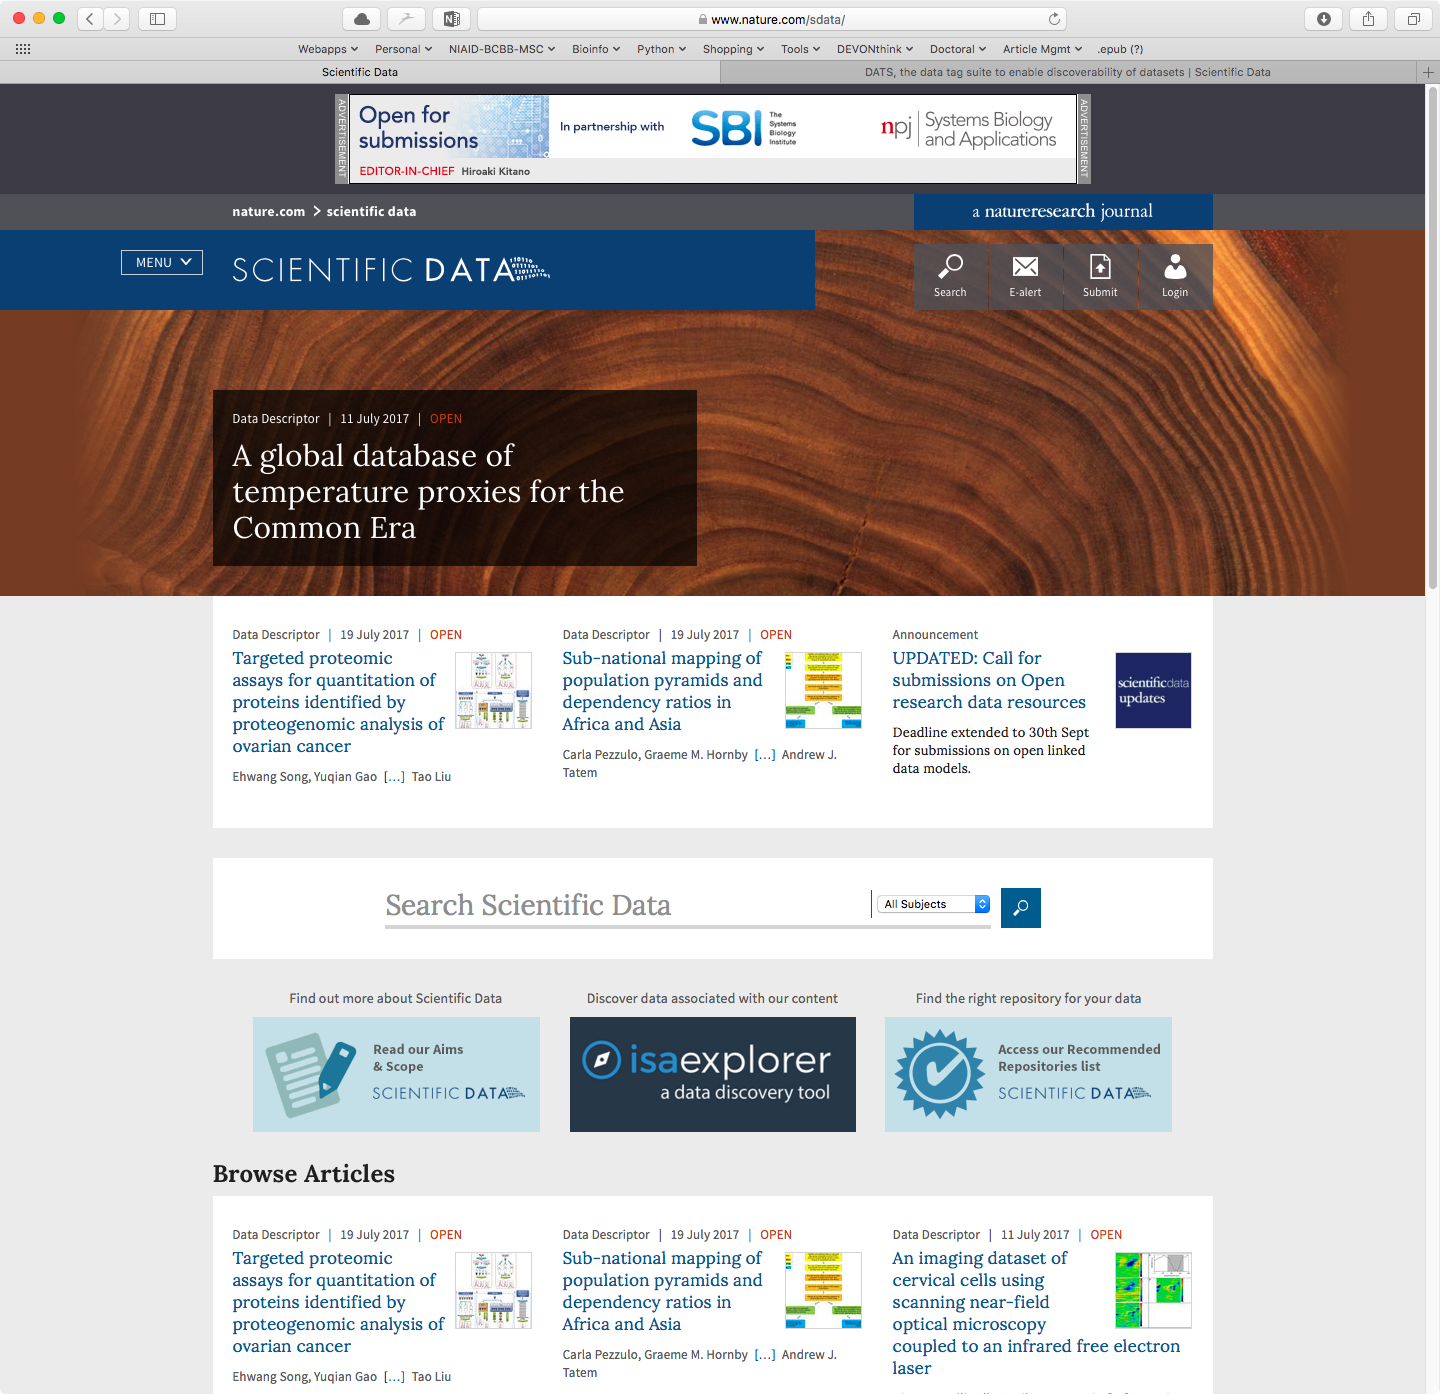 www.nature.com/sdata/
Webapps Personal NIAID-BCBB-MSC Bioinfo Python Shopping Tools DEVONthink Doctoral Article Mgmt .epub (?)
Scientific Data
DATS, the data tag suite to enable discoverability of datasets | Scientific Data
ADVERTISEMENT
Open for
submissions
In partnership with
SBI
The
Systems
Biology
Institute
npj
Systems Biology
and Applications
EDITOR-IN-CHIEF Hiroaki Kitano
ADVERTISEMENT
nature.com > scientific data
a natureresearch journal
MENU
SCIENTIFIC DATA
Search
E-alert
Submit
Login
Data Descriptor | 11 July 2017 | OPEN
A global database of
temperature proxies for the
Common Era
Data Descriptor | 19 July 2017 | OPEN
Targeted proteomic
assays for quantitation of
proteins identified by
proteogenomic analysis of
ovarian cancer
Ehwang Song, Yuqian Gao [...] Tao Liu
Data Descriptor | 19 July 2017 | OPEN
Sub-national mapping of
population pyramids and
dependency ratios in
Africa and Asia
Carla Pezzulo, Graeme M. Hornby [...] Andrew J.
Tatem
Announcement
UPDATED: Call for
submissions on Open
research data resources
Deadline extended to 30th Sept
for submissions on open linked
data models.
scientificdata
updates
Search Scientific Data
All Subjects
Find out more about Scientific Data
Read our Aims
& Scope
SCIENTIFIC DATA
Discover data associated with our content
isaexplorer
a data discovery tool
Find the right repository for your data
Access our Recommended
Repositories list
SCIENTIFIC DATA
Browse Articles
Data Descriptor | 19 July 2017 | OPEN
Targeted proteomic
assays for quantitation of
proteins identified by
proteogenomic analysis of
ovarian cancer
Ehwang Song, Yuqian Gao [...] Tao Liu
Data Descriptor | 19 July 2017 | OPEN
Sub-national mapping of
population pyramids and
dependency ratios in
Africa and Asia
Carla Pezzulo, Graeme M. Hornby [...] Andrew J.
Tatem
Data Descriptor | 11 July 2017 | OPEN
An imaging dataset of
cervical cells using
scanning near-field
optical microscopy
coupled to an infrared free electron
laser